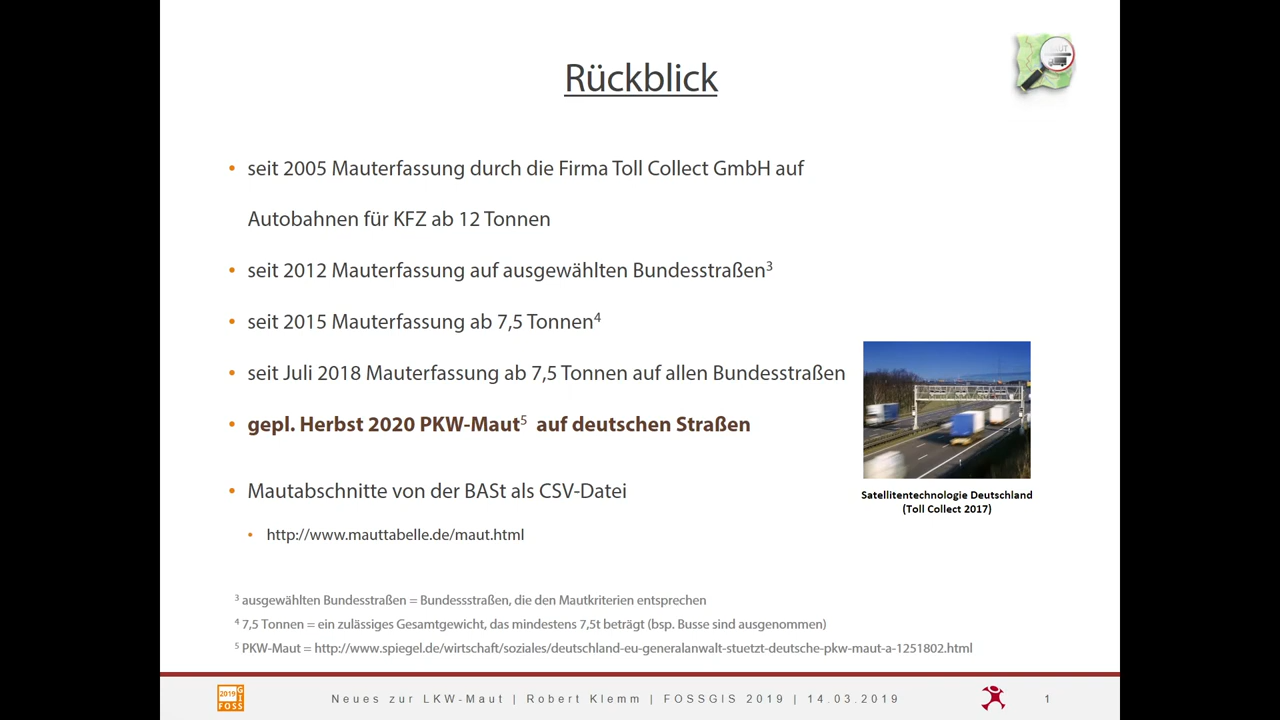 Rückblick
• seit 2005 Mauterfassung durch die Firma Toll Collect GmbH auf
Autobahnen für KFZ ab 12 Tonnen
• seit 2012 Mauterfassung auf ausgewählten Bundesstraßen³
• seit 2015 Mauterfassung ab 7,5 Tonnen⁴
• seit Juli 2018 Mauterfassung ab 7,5 Tonnen auf allen Bundesstraßen
• gepl. Herbst 2020 PKW-Maut⁵ auf deutschen Straßen
• Mautabschnitte von der BASt als CSV-Datei
• http://www.mauttabelle.de/maut.html
Satellitentechnologie Deutschland
(Toll Collect 2017)
³ ausgewählten Bundesstraßen = Bundessstraßen, die den Mautkriterien entsprechen
⁴ 7,5 Tonnen = ein zulässiges Gesamtgewicht, das mindestens 7,5t beträgt (bsp. Busse sind ausgenommen)
⁵ PKW-Maut = http://www.spiegel.de/wirtschaft/soziales/deutschland-eu-generalanwalt-stuetzt-deutsche-pkw-maut-a-1251802.html
2019 GIS FOSS
Neues zur LKW-Maut | Robert Klemm | FOSSGIS 2019 | 14.03.2019
1